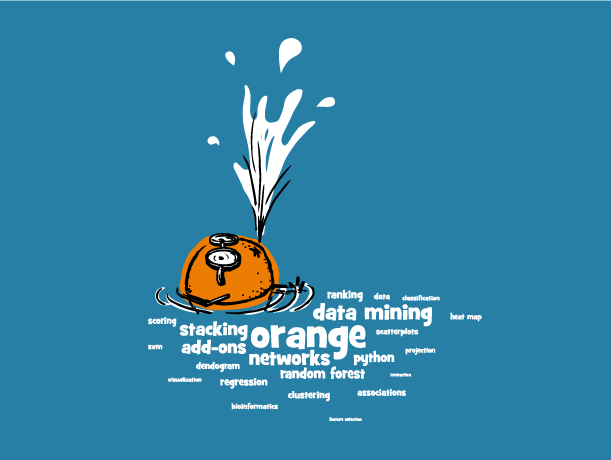 ranking data classification
data mining heat map
scoring
stacking orange scatterplots
svm add-ons networks python projection
dendogram random forest
visualization regression
clustering associations
bioinformatics
feature selection